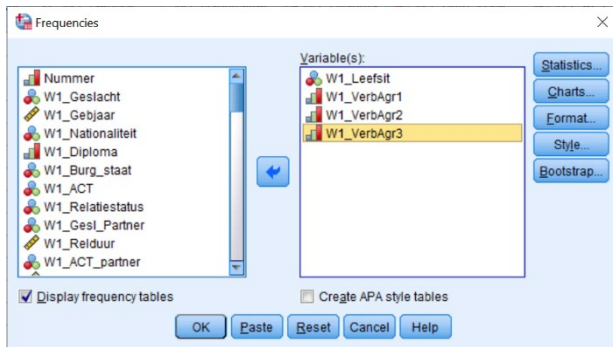 Frequencies
Nummer
W1_Geslacht
W1_Gebjaar
W1_Nationaliteit
W1_Diploma
W1_Burg_staat
W1_ACT
W1_Relatiestatus
W1_Gesl_Partner
W1_Relduur
W1_ACT_partner
Variable(s):
W1_Leefsit
W1_VerbAgr1
W1_VerbAgr2
W1_VerbAgr3
Statistics...
Charts...
Format...
Style...
Bootstrap...
Display frequency tables
Create APA style tables
OK Paste Reset Cancel Help